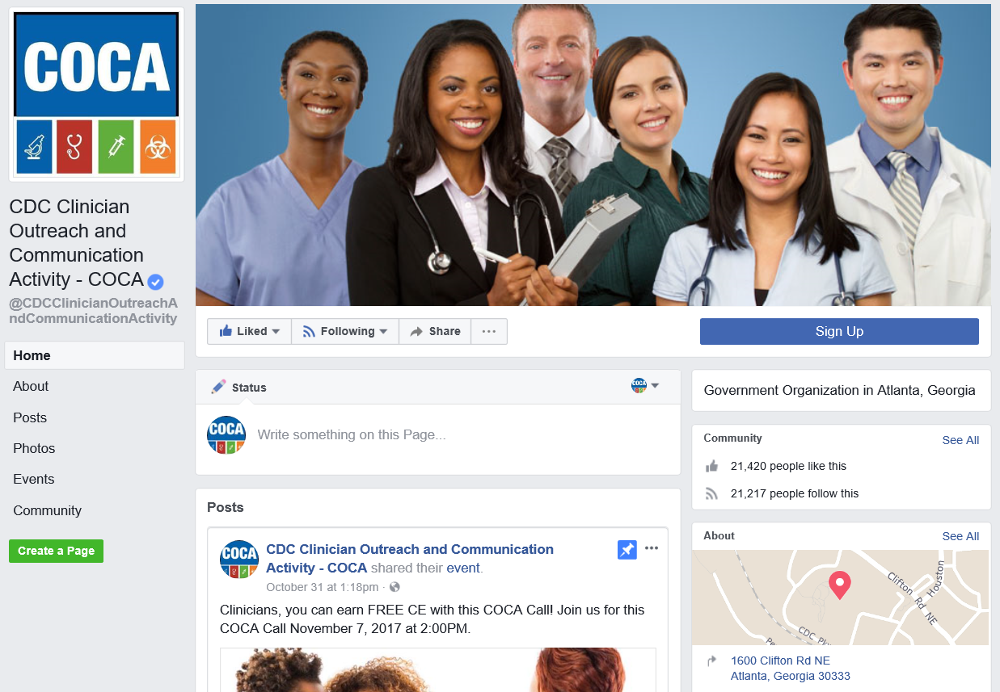 COCA
CDC Clinician
Outreach and
Communication
Activity - COCA
@CDCClinicianOutreachA
ndCommunicationActivity
Home
About
Posts
Photos
Events
Community
Create a Page
Liked
Following
Share
Sign Up
Status
COCA
COCA
Write something on this Page...
Posts
COCA
CDC Clinician Outreach and Communication
Activity - COCA shared their event.
October 31 at 1:18pm ·
Clinicians, you can earn FREE CE with this COCA Call! Join us for this
COCA Call November 7, 2017 at 2:00PM.
Government Organization in Atlanta, Georgia
Community
See All
21,420 people like this
21,217 people follow this
About
See All
Clifton Rd NE
Houston
CDC
1600 Clifton Rd NE
Atlanta, Georgia 30333